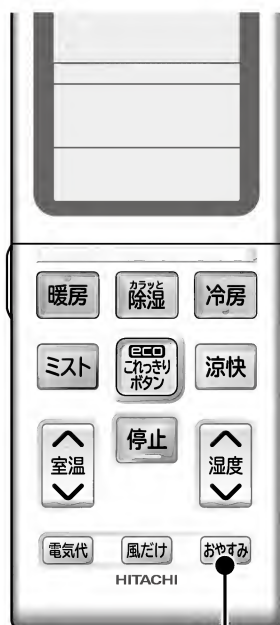 暖房
カラッと
除湿
冷房
ミスト
eco
これっきり
ボタン
涼快
室温
停止
湿度
電気代
風だけ
おやすみ
HITACHI